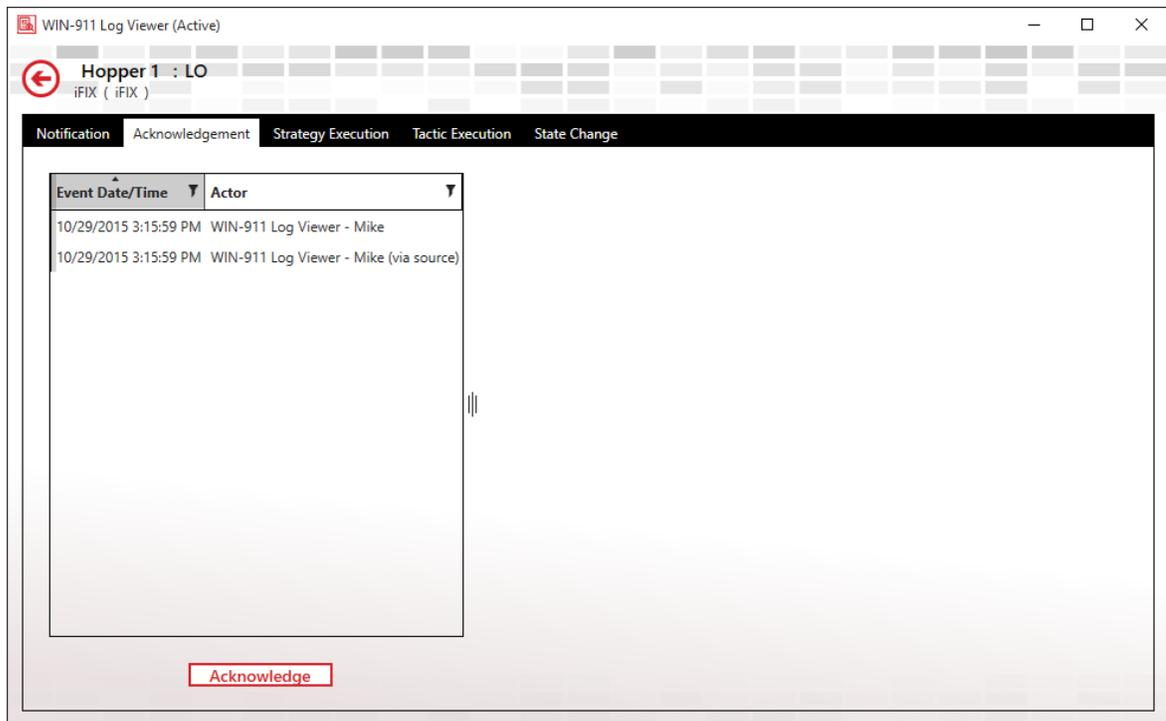 WIN-911 Log Viewer (Active)
Hopper 1 : LO
iFIX ( iFIX )
Notification Acknowledgement Strategy Execution Tactic Execution State Change
Event Date/Time Actor
10/29/2015 3:15:59 PM WIN-911 Log Viewer - Mike
10/29/2015 3:15:59 PM WIN-911 Log Viewer - Mike (via source)
Acknowledge